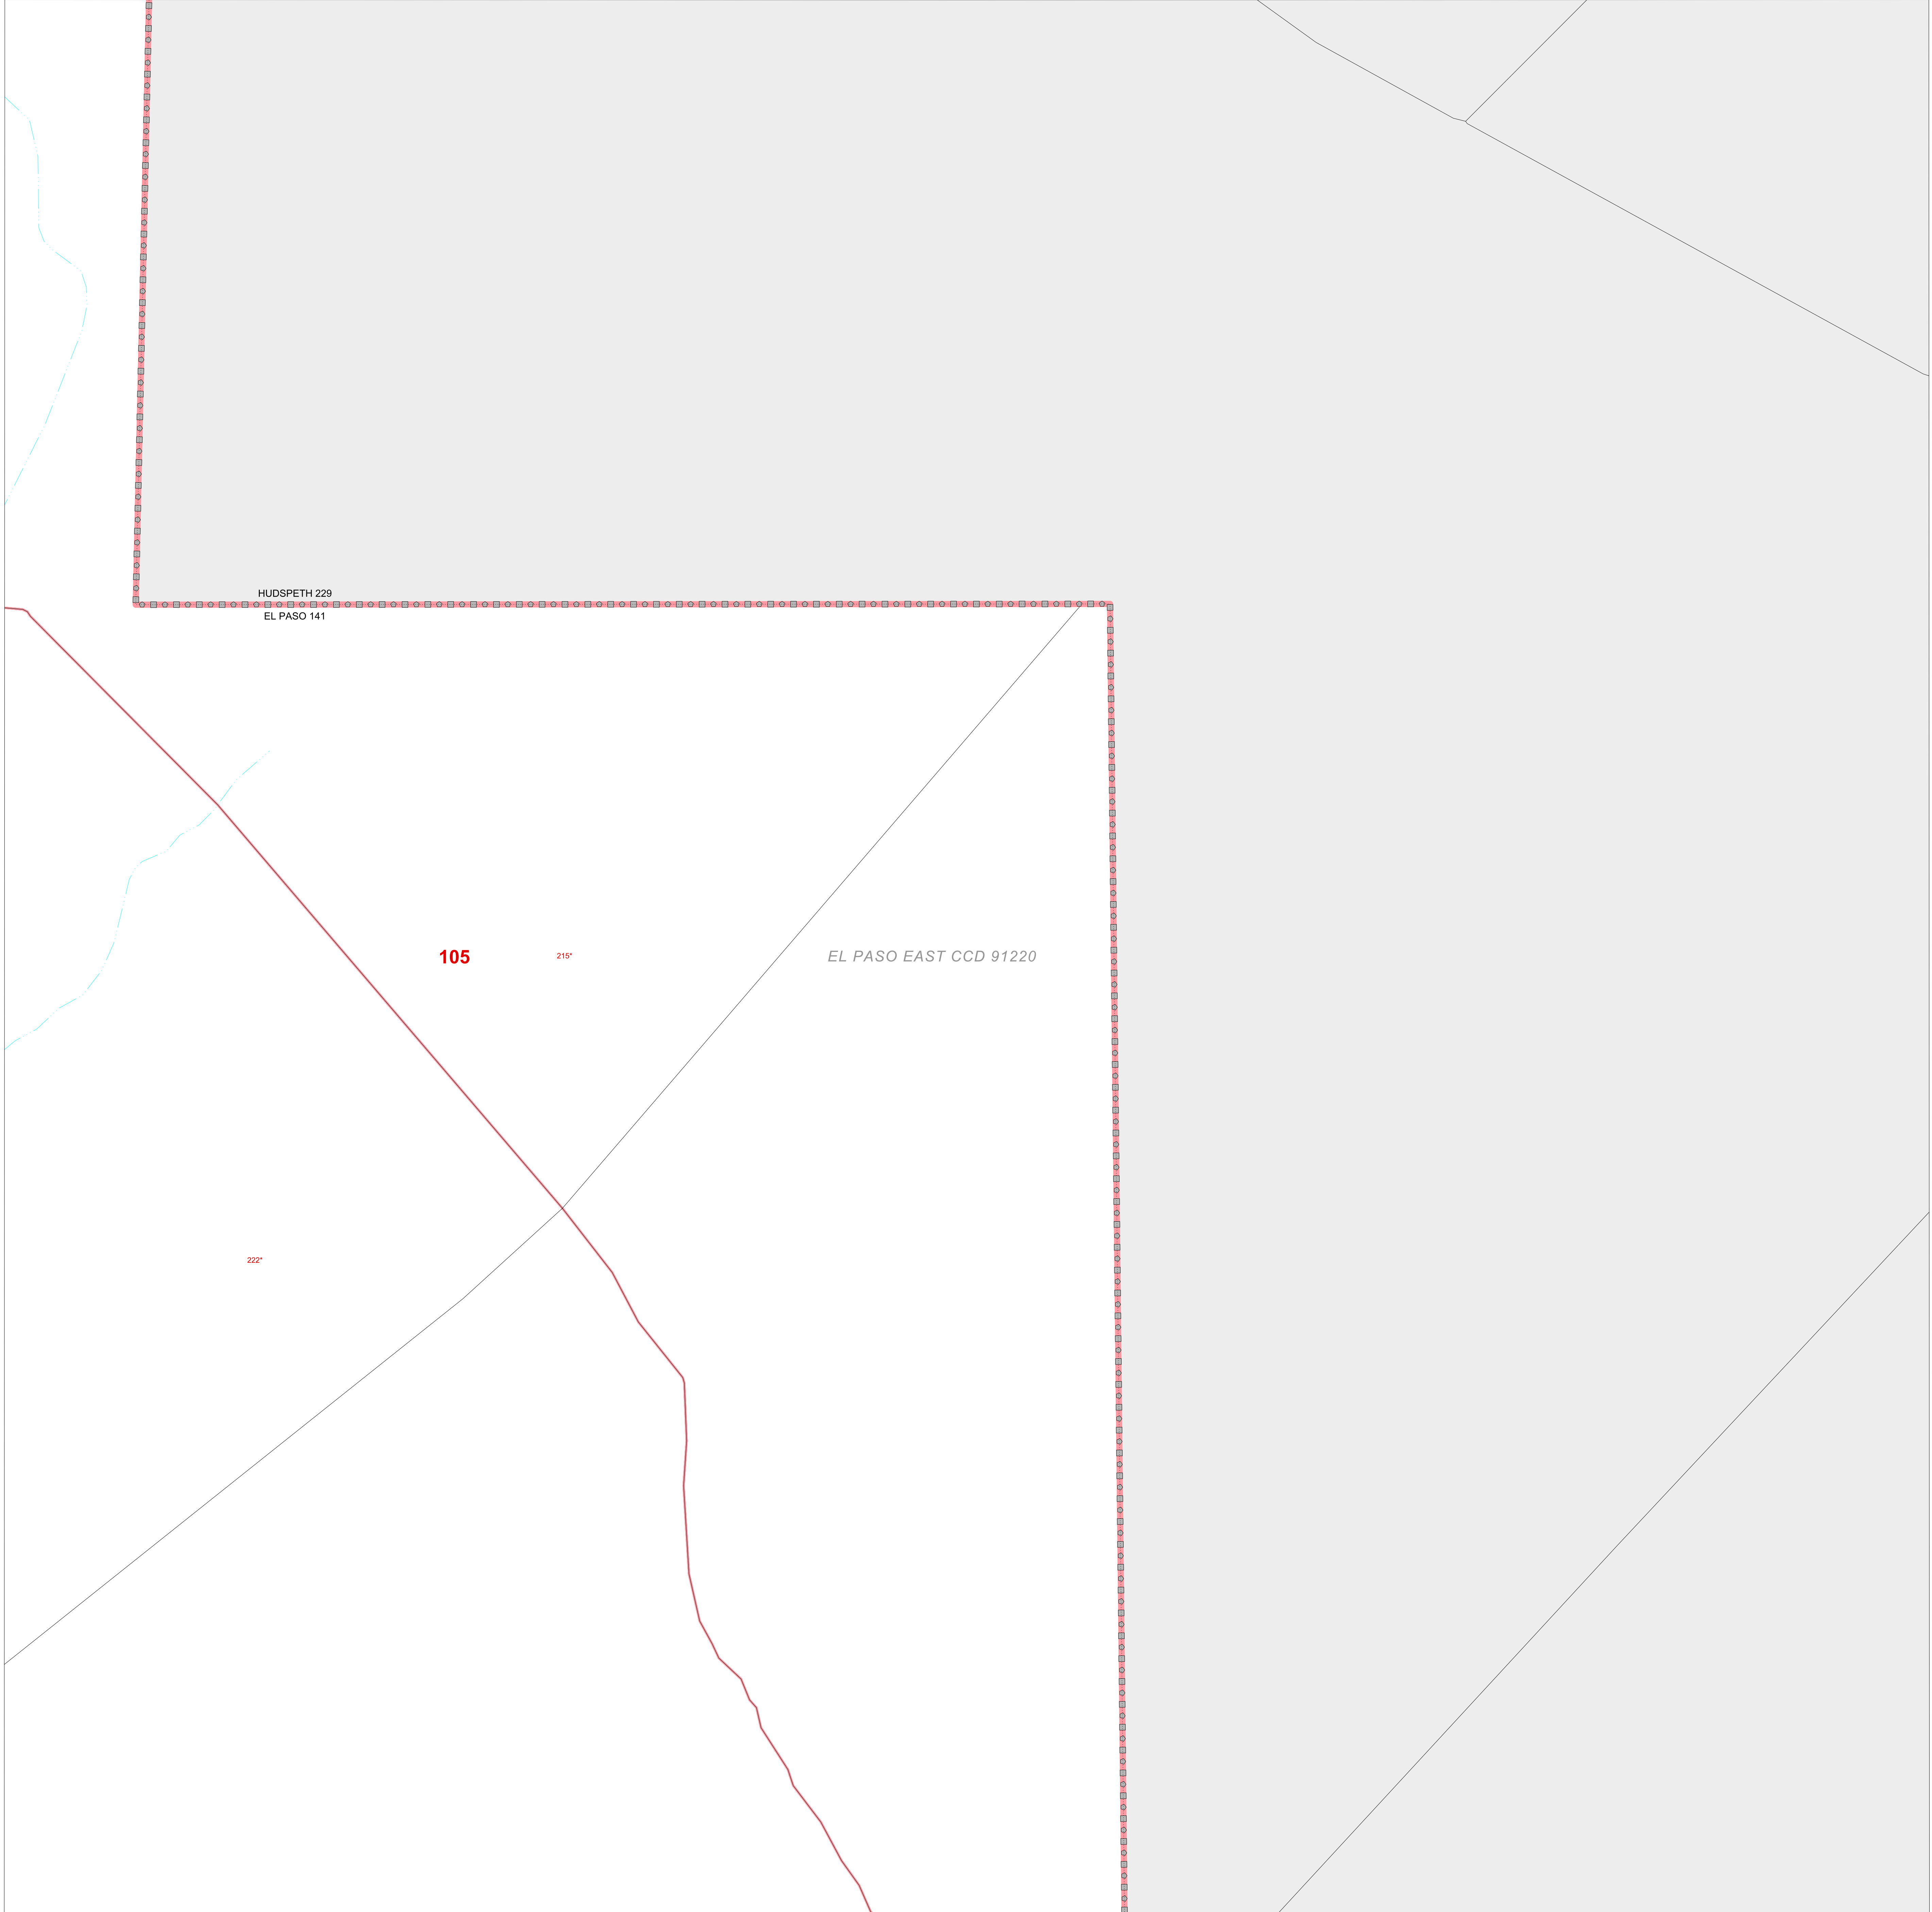 HUDSPETH 229
EL PASO 141
105
215*
EL PASO EAST CCD 91220
222*